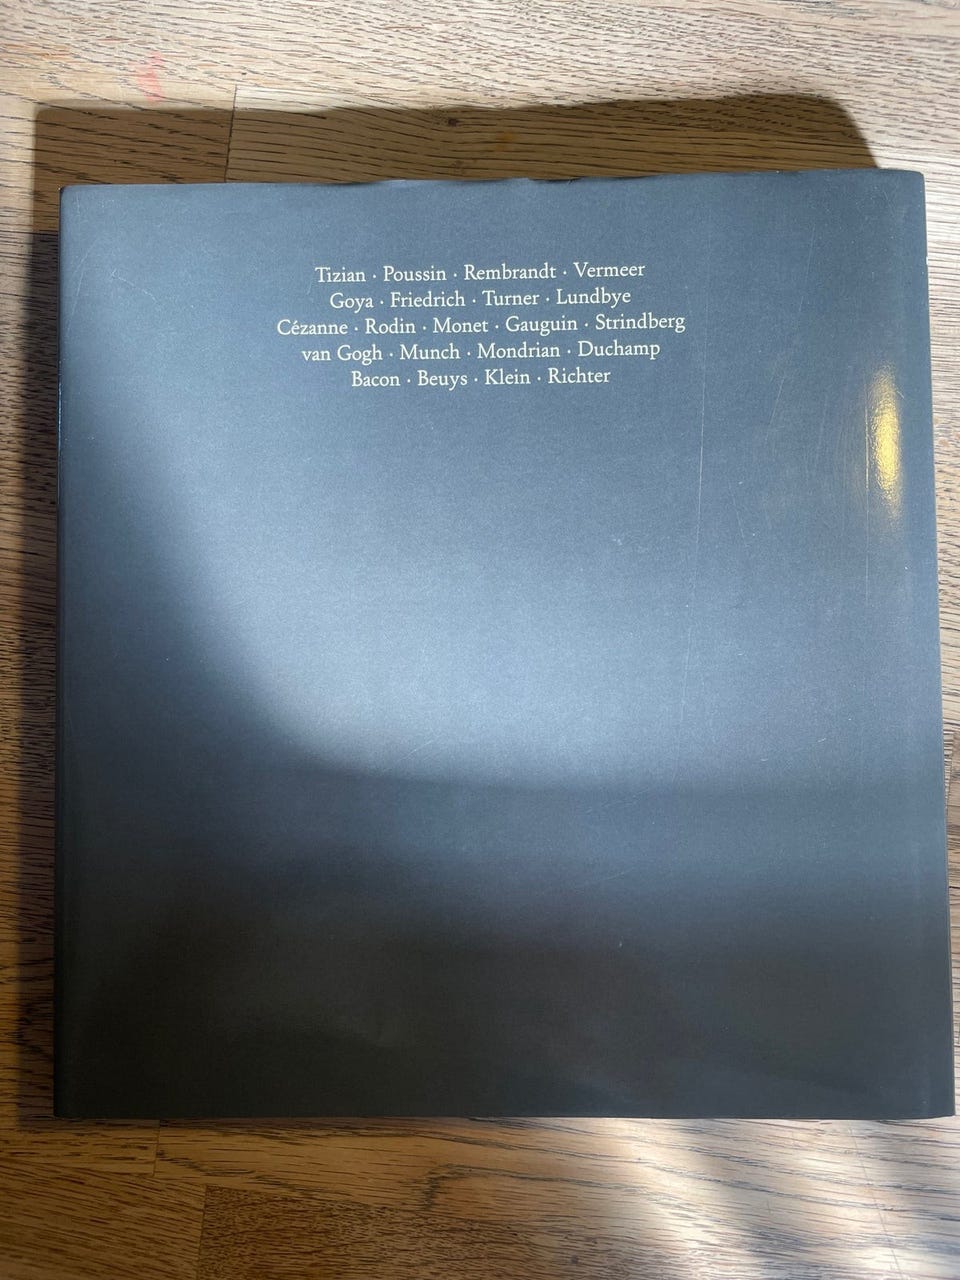 Tizian · Poussin · Rembrandt · Vermeer
Goya · Friedrich · Turner · Lundbye
Cézanne · Rodin · Monet · Gauguin · Strindberg
van Gogh · Munch · Mondrian · Duchamp
Bacon · Beuys · Klein · Richter